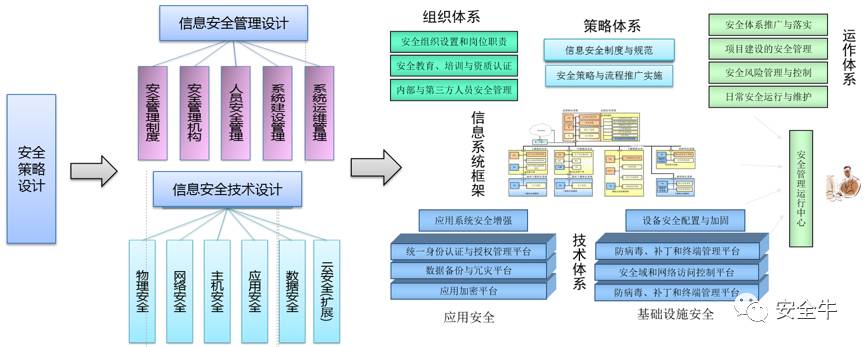 安全
策略
设计
信息安全管理设计
安全管理制度
安全管理机构
人员安全管理
系统建设管理
系统运维管理
信息安全技术设计
物理安全
网络安全
主机安全
应用安全
数据安全
云安全(扩展)
组织体系
安全组织设置和岗位职责
安全教育、培训与资质认证
内部与第三方人员安全管理
策略体系
信息安全制度与规范
安全策略与流程推广实施
安全体系推广与落实
项目建设的安全管理
安全风险管理与控制
日常安全运行与维护
运作体系
信息系统框架
安全管理运行中心
应用系统安全增强
统一身份认证与授权管理平台
数据备份与冗灾平台
应用加密平台
应用安全
技术体系
设备安全配置与加固
防病毒、补丁和终端管理平台
安全域和网络访问控制平台
防病毒、补丁和终端管理平台
基础设施安全
安全牛